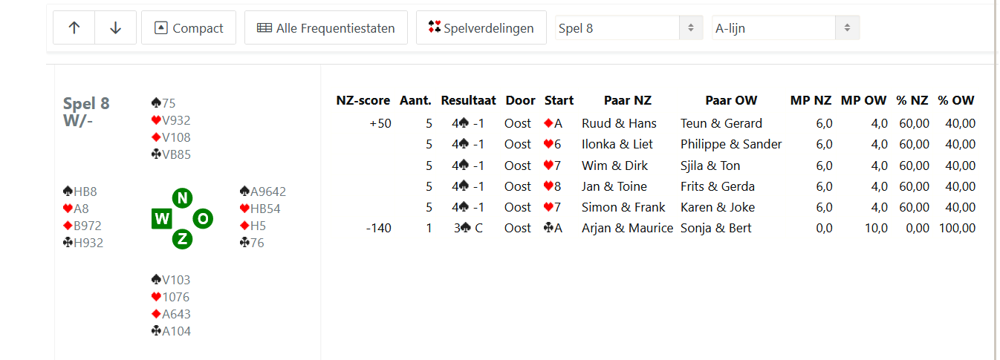 Compact Alle Frequentiestaten Spelverdelingen Spel 8 A-lijn
Spel 8
W/-
♠75
♥V932
♦V108
♣VB85
♠HB8
♥A8
♦B972
♣H932
N
W O
Z
♠A9642
♥HB54
♦H5
♣76
♠V103
♥1076
♦A643
♣A104
NZ-score Aant. Resultaat Door Start Paar NZ Paar OW MP NZ MP OW % NZ % OW
+50 5 4♠ -1 Oost ♦A Ruud & Hans Teun & Gerard 6,0 4,0 60,00 40,00
5 4♠ -1 Oost ♥6 Ilonka & Liet Philippe & Sander 6,0 4,0 60,00 40,00
5 4♠ -1 Oost ♥7 Wim & Dirk Sjila & Ton 6,0 4,0 60,00 40,00
5 4♠ -1 Oost ♥8 Jan & Toine Frits & Gerda 6,0 4,0 60,00 40,00
5 4♠ -1 Oost ♥7 Simon & Frank Karen & Joke 6,0 4,0 60,00 40,00
-140 1 3♠ C Oost ♣A Arjan & Maurice Sonja & Bert 0,0 10,0 0,00 100,00